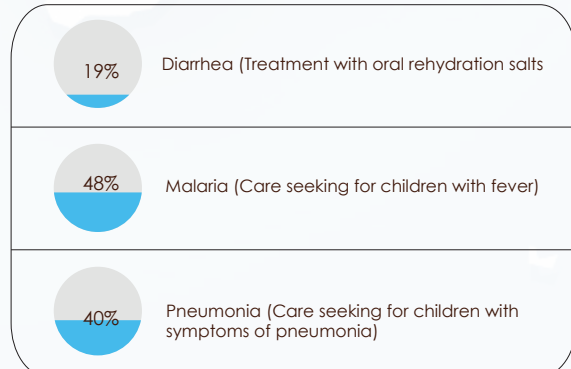 19%
Diarrhea (Treatment with oral rehydration salts
48%
Malaria (Care seeking for children with fever)
40%
Pneumonia (Care seeking for children with
symptoms of pneumonia)